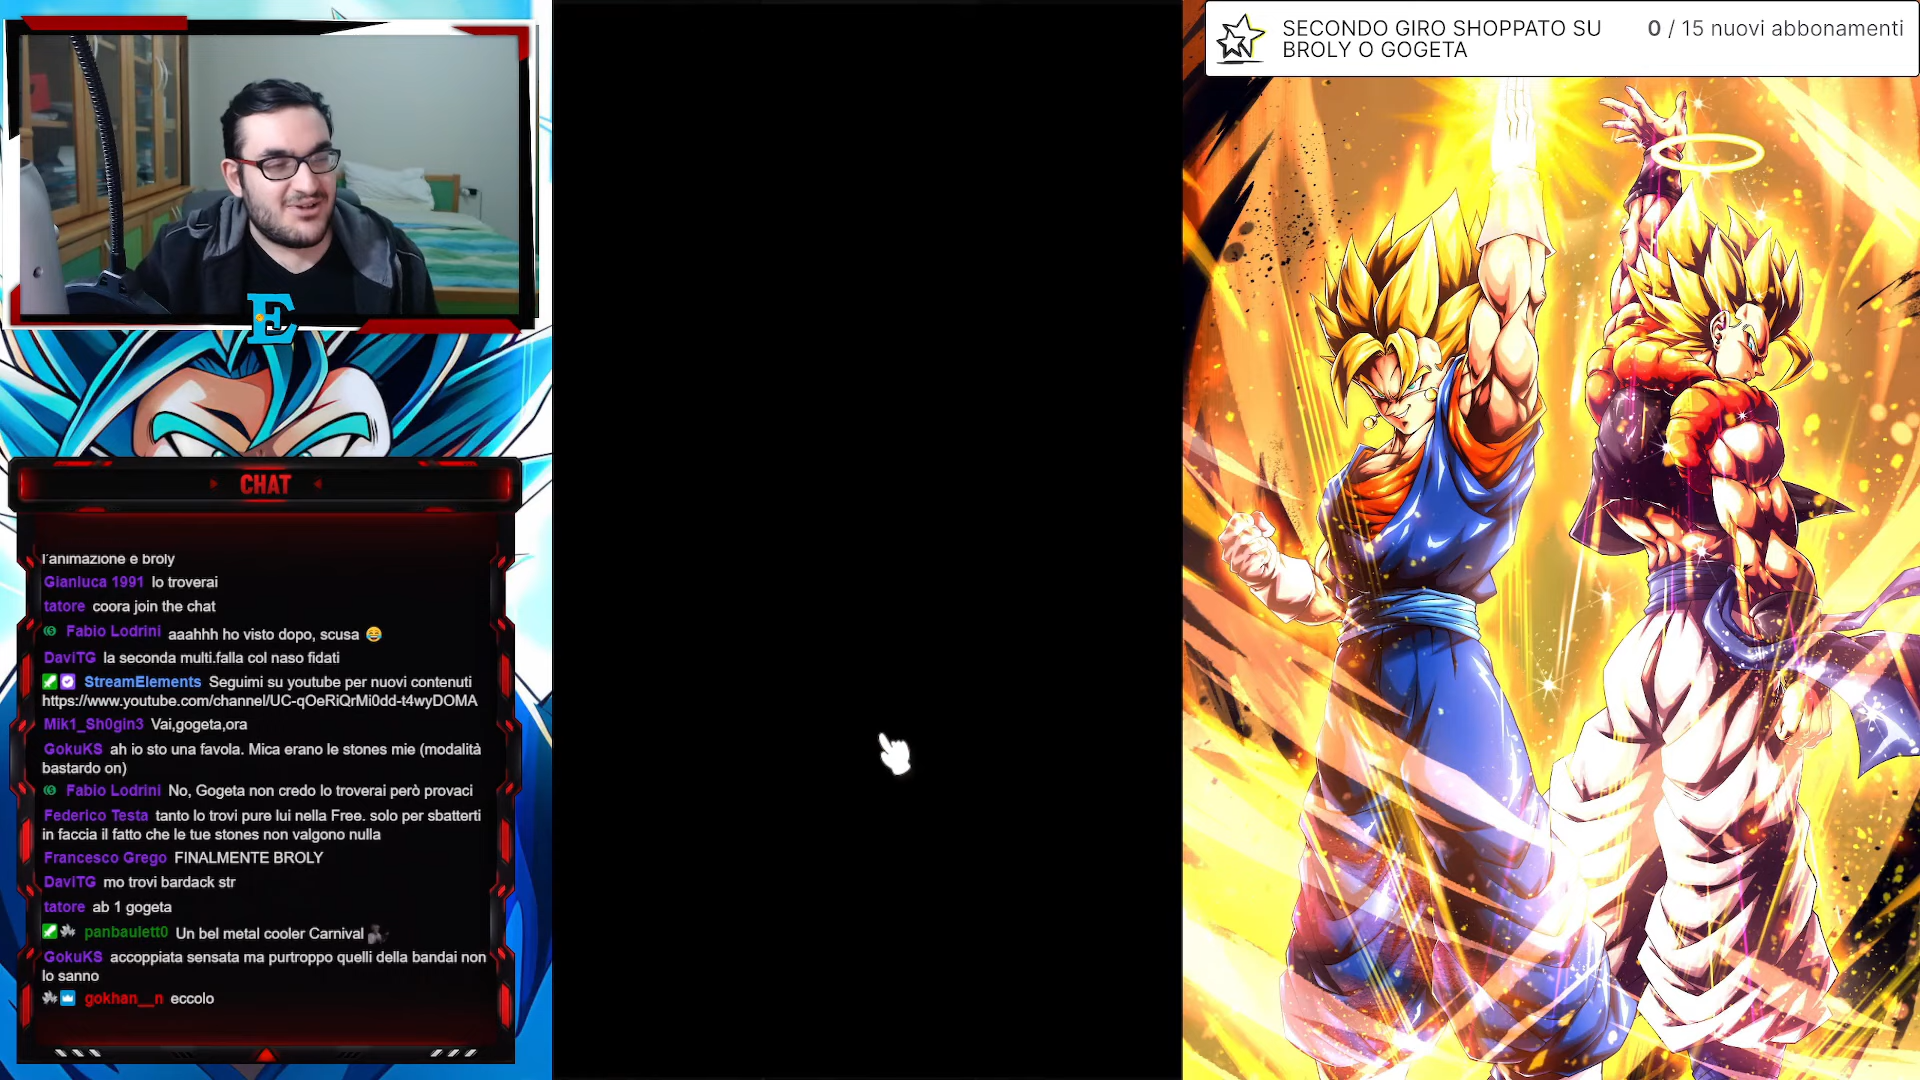 SECONDO GIRO SHOPPATO SU
BROLY O GOGETA
0 / 15 nuovi abbonamenti
E
CHAT
l'animazione e broly
Gianluca 1991 lo troverai
tatore coora join the chat
Fabio Lodrini aaahhh ho visto dopo, scusa 😂
DaviTG la seconda multi.falla col naso fidati
StreamElements Seguimi su youtube per nuovi contenuti
https://www.youtube.com/channel/UC-qOeRiQrMi0dd-t4wyDOMA
Mik1_Sh0gin3 Vai,gogeta,ora
GokuKS ah io sto una favola. Mica erano le stones mie (modalità
bastardo on)
Fabio Lodrini No, Gogeta non credo lo troverai però provaci
Federico Testa tanto lo trovi pure lui nella Free. solo per sbatterti
in faccia il fatto che le tue stones non valgono nulla
Francesco Grego FINALMENTE BROLY
DaviTG mo trovi bardack str
tatore ab 1 gogeta
panbaulett0 Un bel metal cooler Carnival
GokuKS accoppiata sensata ma purtroppo quelli della bandai non
lo sanno
gokhan__n eccolo